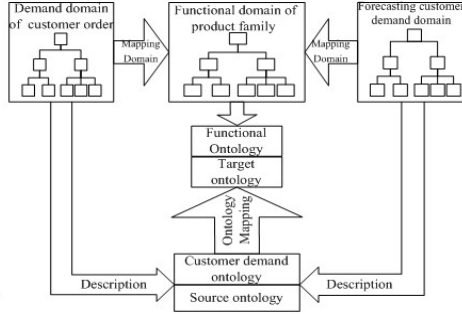 Demand domain
of customer order
Mapping
Domain
Functional domain of
product family
Mapping
Domain
Forecasting customer
demand domain
Functional
Ontology
Target
ontology
Ontology
Mapping
Customer demand
ontology
Source ontology
Description
Description